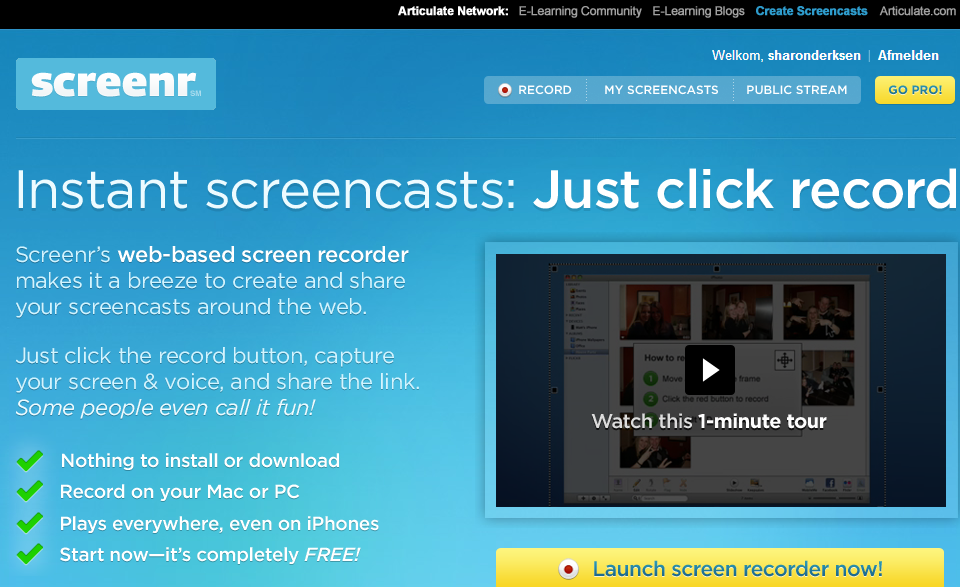 Articulate Network: E-Learning Community E-Learning Blogs Create Screencasts Articulate.com
Welkom, sharonderksen | Afmelden
screenr SM
RECORD MY SCREENCASTS PUBLIC STREAM GO PRO!
Instant screencasts: Just click record
Screenr's web-based screen recorder
makes it a breeze to create and share
your screencasts around the web.
Just click the record button, capture
your screen & voice, and share the link.
Some people even call it fun!
Nothing to install or download
Record on your Mac or PC
Plays everywhere, even on iPhones
Start now—it's completely FREE!
How to re
1 Move frame
2 Click the red button to record
Watch this 1-minute tour
Launch screen recorder now!